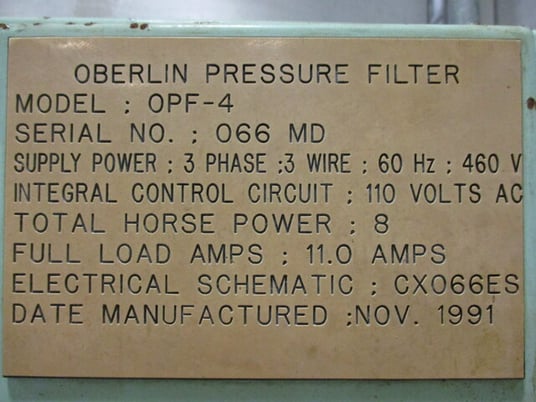 OBERLIN PRESSURE FILTER
MODEL : OPF-4
SERIAL NO. : 066 MD
SUPPLY POWER : 3 PHASE :3 WIRE : 60 Hz : 460 V
INTEGRAL CONTROL CIRCUIT : 110 VOLTS AC
TOTAL HORSE POWER : 8
FULL LOAD AMPS : 11.0 AMPS
ELECTRICAL SCHEMATIC : CX066ES
DATE MANUFACTURED :NOV. 1991